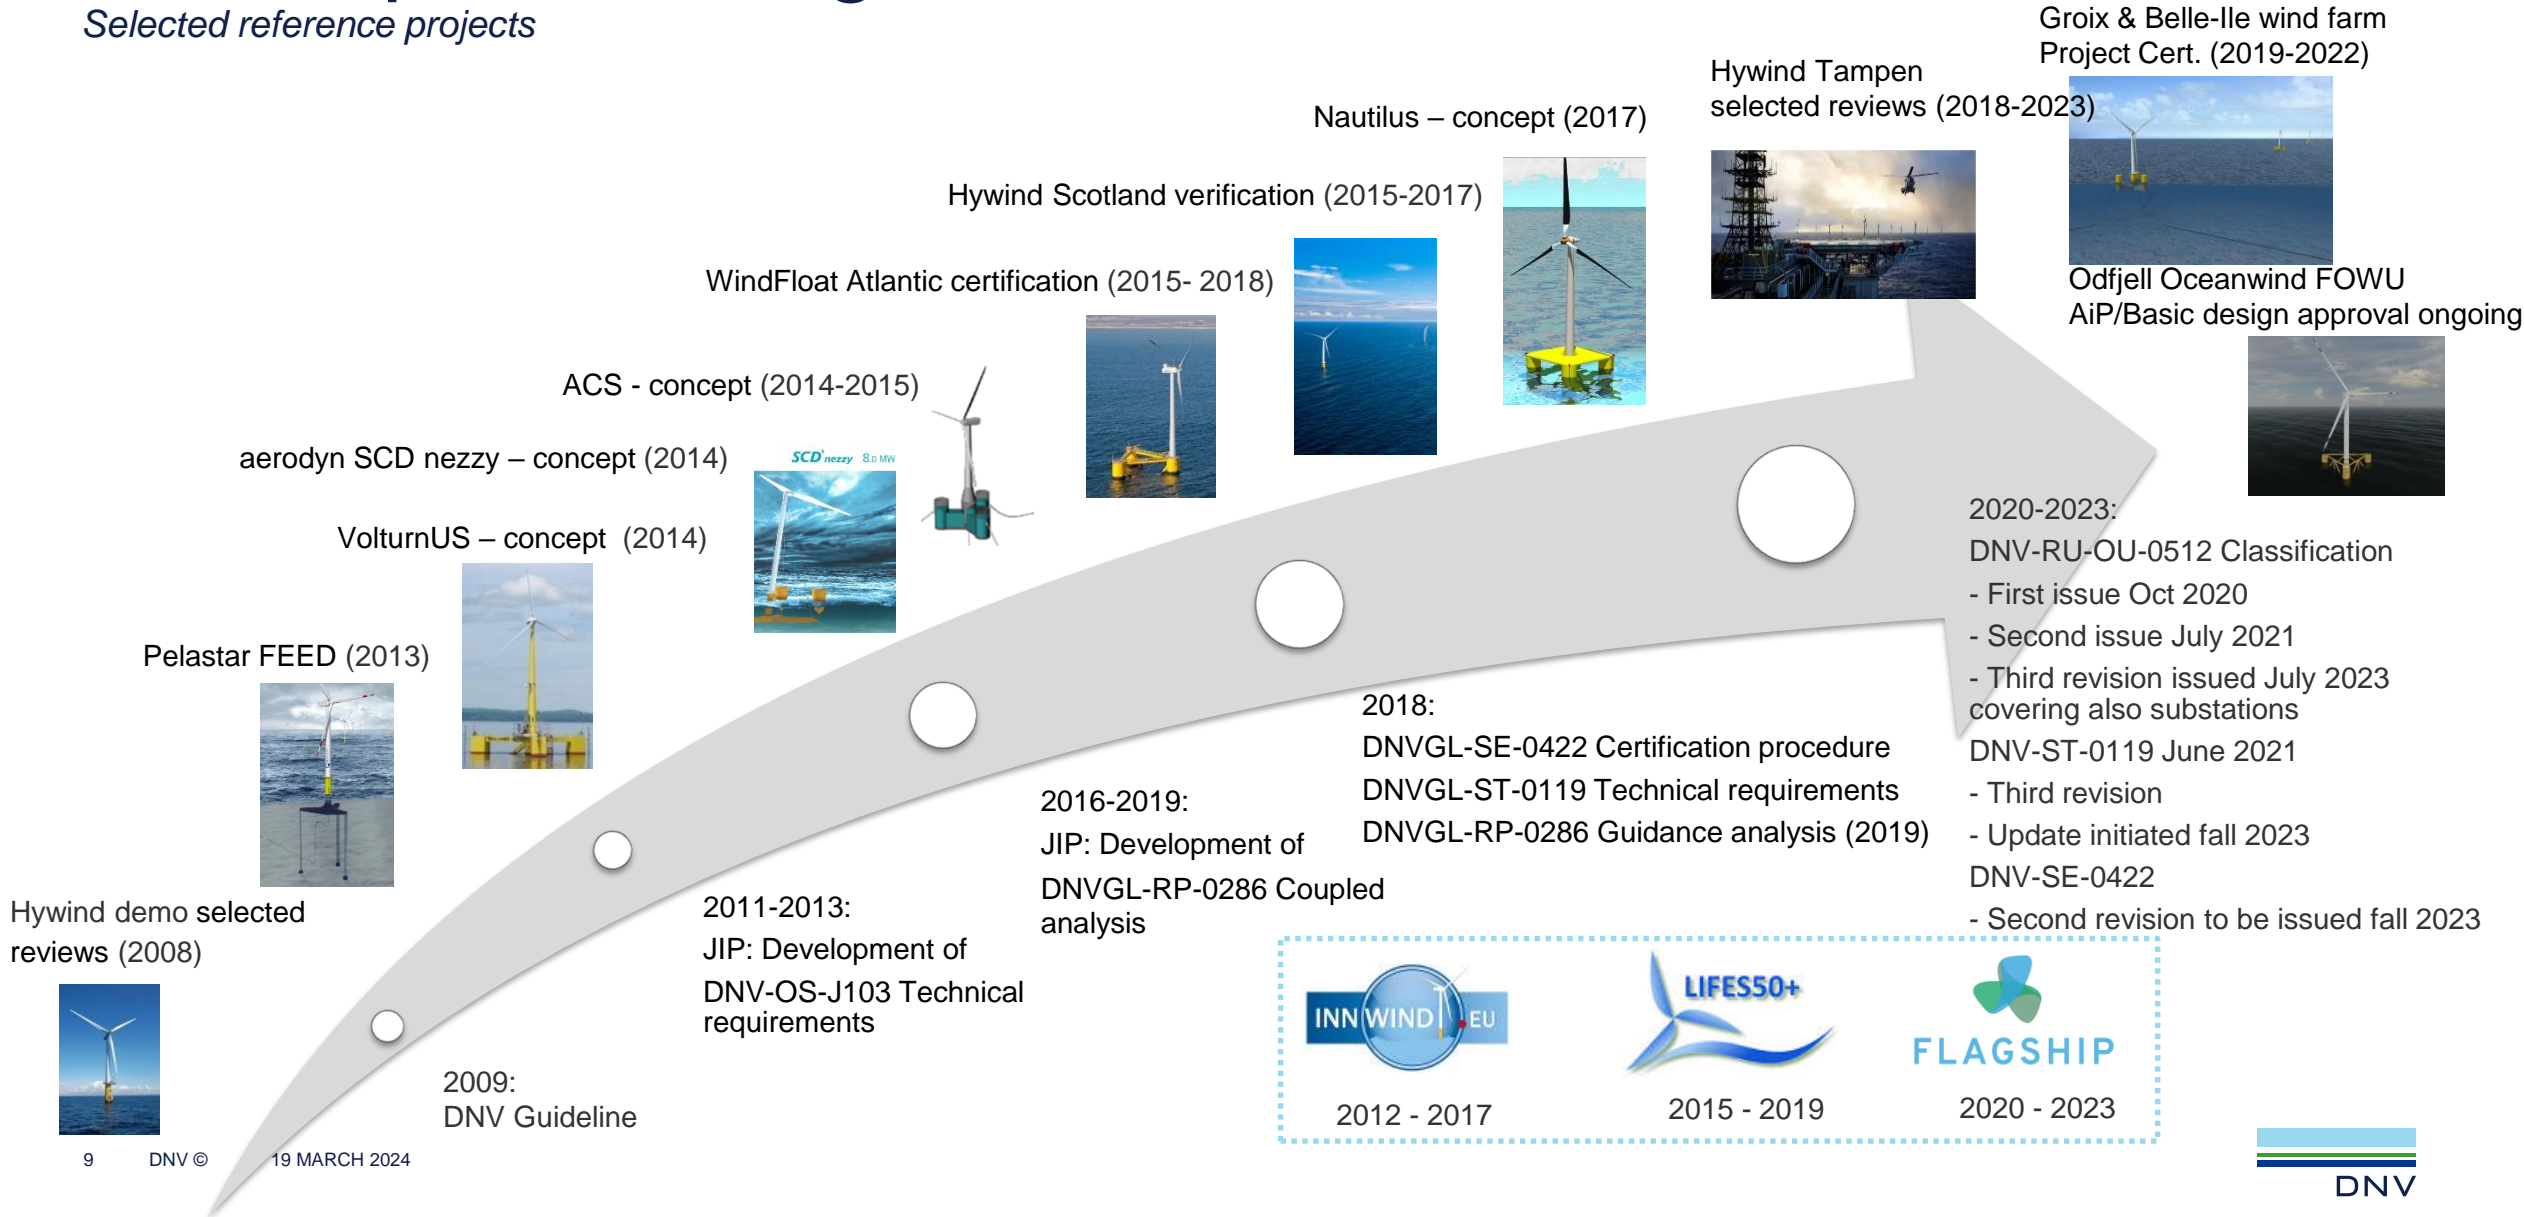 Selected reference projects
Groix & Belle-Ile wind farm
Project Cert. (2019-2022)
Hywind Tampen
selected reviews (2018-2023)
Nautilus – concept (2017)
Hywind Scotland verification (2015-2017)
WindFloat Atlantic certification (2015- 2018)
Odfjell Oceanwind FOWU
AiP/Basic design approval ongoing
ACS - concept (2014-2015)
aerodyn SCD nezzy – concept (2014)
SCD nezzy 8.0 MW
VolturnUS – concept (2014)
Pelastar FEED (2013)
Hywind demo selected
reviews (2008)
2009:
DNV Guideline
2011-2013:
JIP: Development of
DNV-OS-J103 Technical
requirements
2016-2019:
JIP: Development of
DNVGL-RP-0286 Coupled
analysis
2018:
DNVGL-SE-0422 Certification procedure
DNVGL-ST-0119 Technical requirements
DNVGL-RP-0286 Guidance analysis (2019)
2020-2023:
DNV-RU-OU-0512 Classification
- First issue Oct 2020
- Second issue July 2021
- Third revision issued July 2023
covering also substations
DNV-ST-0119 June 2021
- Third revision
- Update initiated fall 2023
DNV-SE-0422
- Second revision to be issued fall 2023
INNWIND.EU
2012 - 2017
LIFES50+
2015 - 2019
FLAGSHIP
2020 - 2023
9 DNV © 19 MARCH 2024
DNV